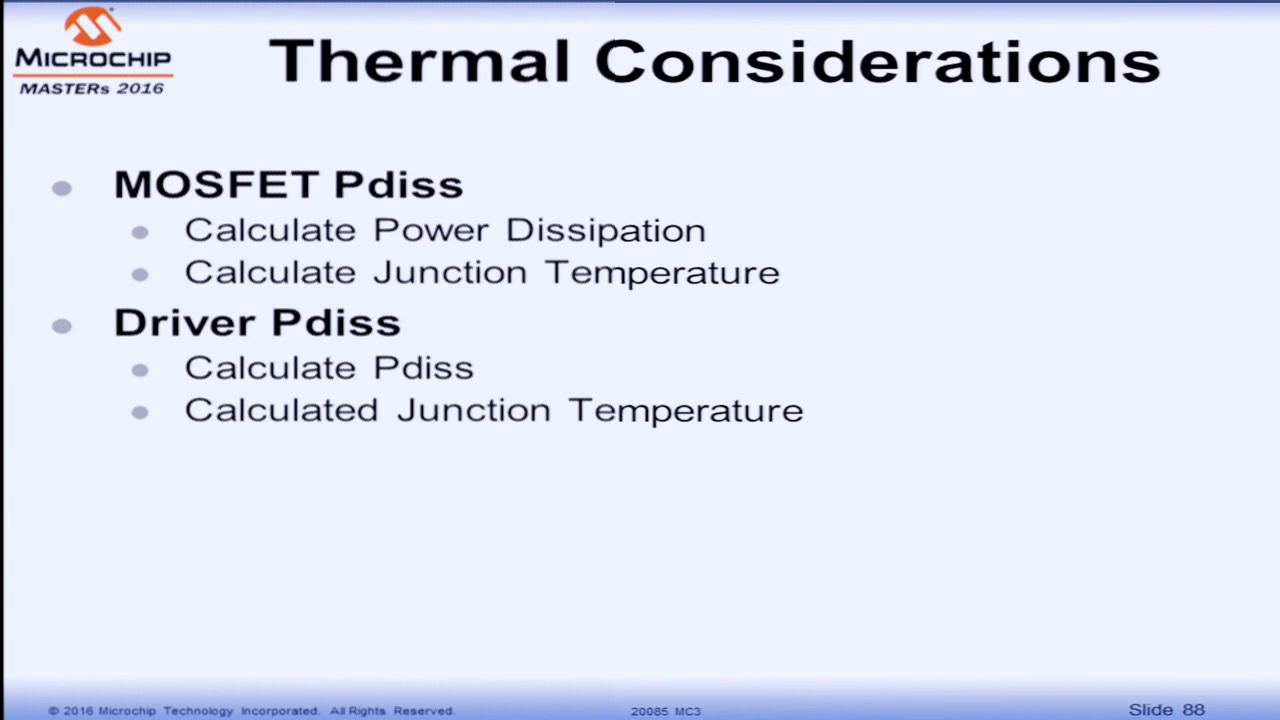 MICROCHIP
MASTERs 2016
Thermal Considerations
MOSFET Pdiss
Calculate Power Dissipation
Calculate Junction Temperature
Driver Pdiss
Calculate Pdiss
Calculated Junction Temperature
© 2016 Microchip Technology Incorporated. All Rights Reserved.
20085 MC3
Slide 88